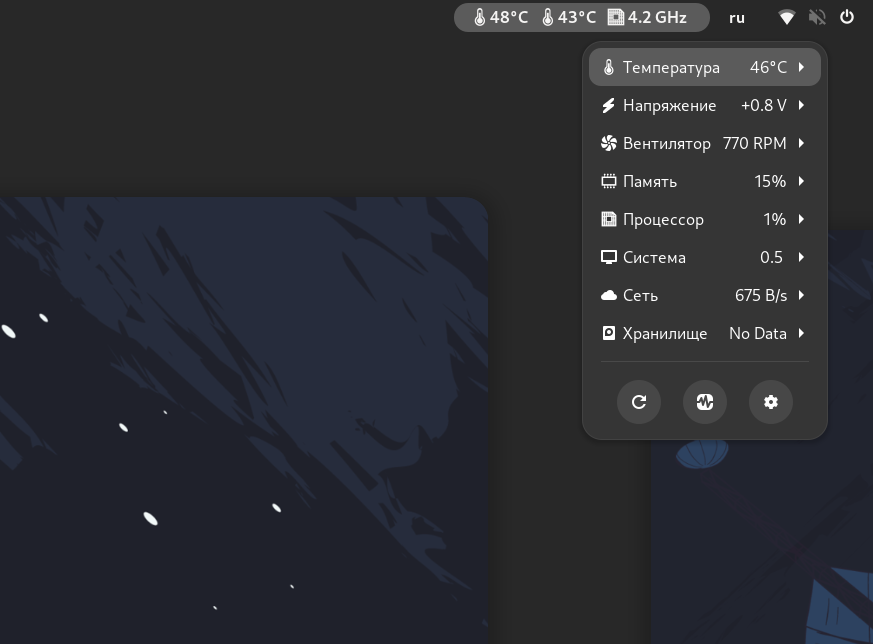 48°C 43°C 4.2 GHz ru
Температура 46°C
Напряжение +0.8 V
Вентилятор 770 RPM
Память 15%
Процессор 1%
Система 0.5
Сеть 675 B/s
Хранилище No Data